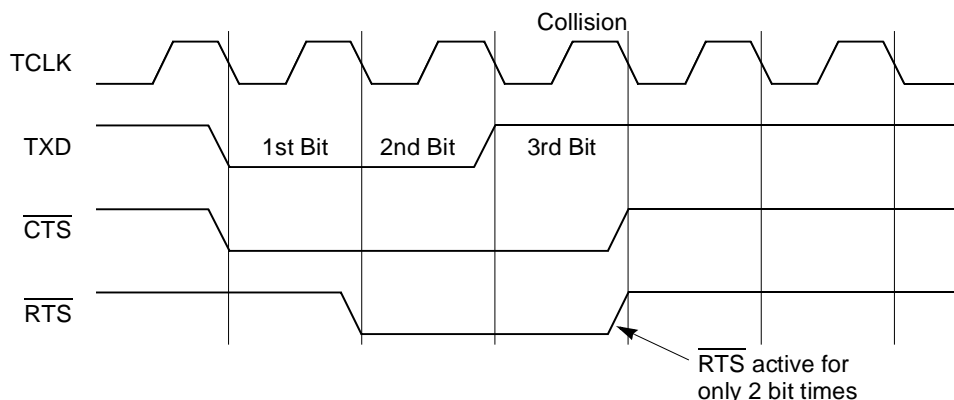 Collision
TCLK
TXD
1st Bit
2nd Bit
3rd Bit
CTS
RTS
RTS active for
only 2 bit times